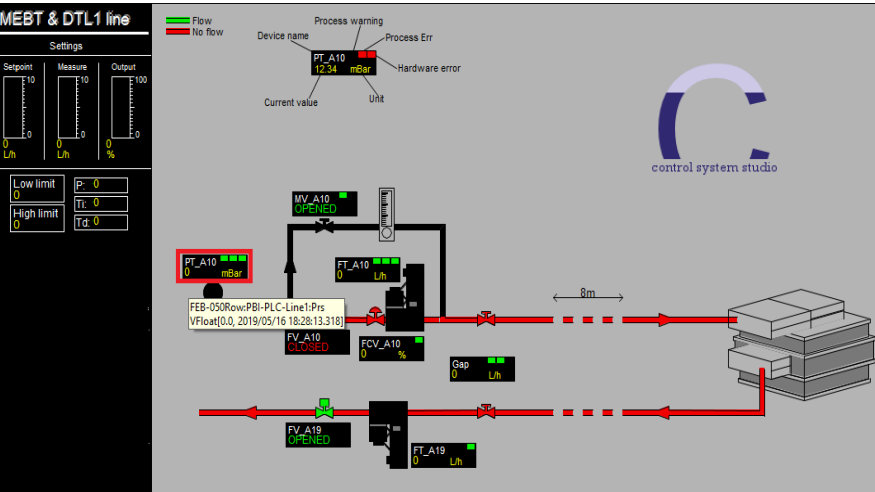 MEBT & DTL1 line
Settings
Setpoint Measure Output
10 10 100
0 0 0
0 0 0
L/h L/h %
Low limit
0
High limit
0
P: 0
Ti: 0
Td: 0
Flow
No flow
Process warning
Device name
Process Err
PT_A10
12.34 mBar
Hardware error
Current value
Unit
control system studio
MV_A10
OPENED
PT_A10
0 mBar
FT_A10
0 L/h
FEB-050Row:PBI-PLC-Line1:Prs
VFloat[0.0, 2019/05/16 18:28:13.318]
8m
FV_A10
CLOSED
FCV_A10
0 %
Gap
0 L/h
FV_A19
OPENED
FT_A19
0 L/h